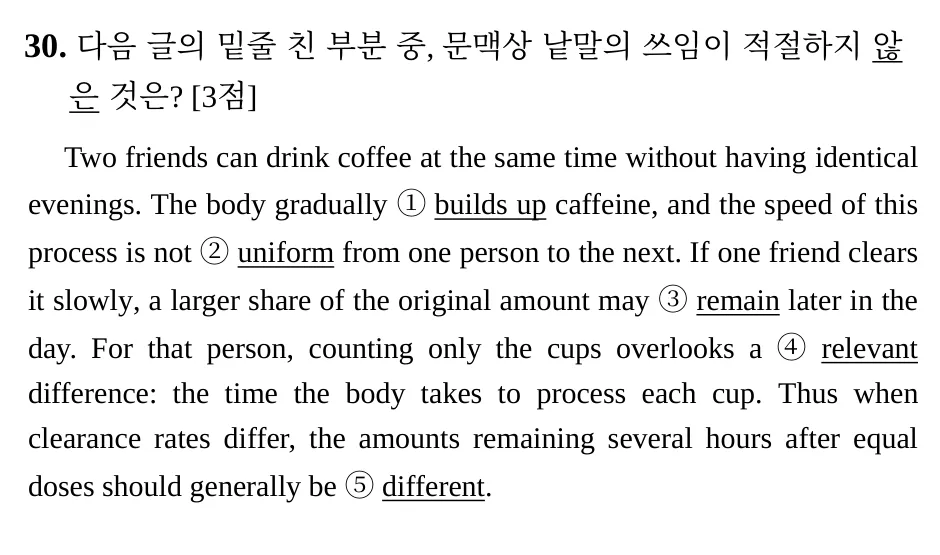 30. 다음 글의 밑줄 친 부분 중, 문맥상 낱말의 쓰임이 적절하지 않
은 것은? [3점]
Two friends can drink coffee at the same time without having identical
evenings. The body gradually ① builds up caffeine, and the speed of this
process is not ② uniform from one person to the next. If one friend clears
it slowly, a larger share of the original amount may ③ remain later in the
day. For that person, counting only the cups overlooks a ④ relevant
difference: the time the body takes to process each cup. Thus when
clearance rates differ, the amounts remaining several hours after equal
doses should generally be ⑤ different.